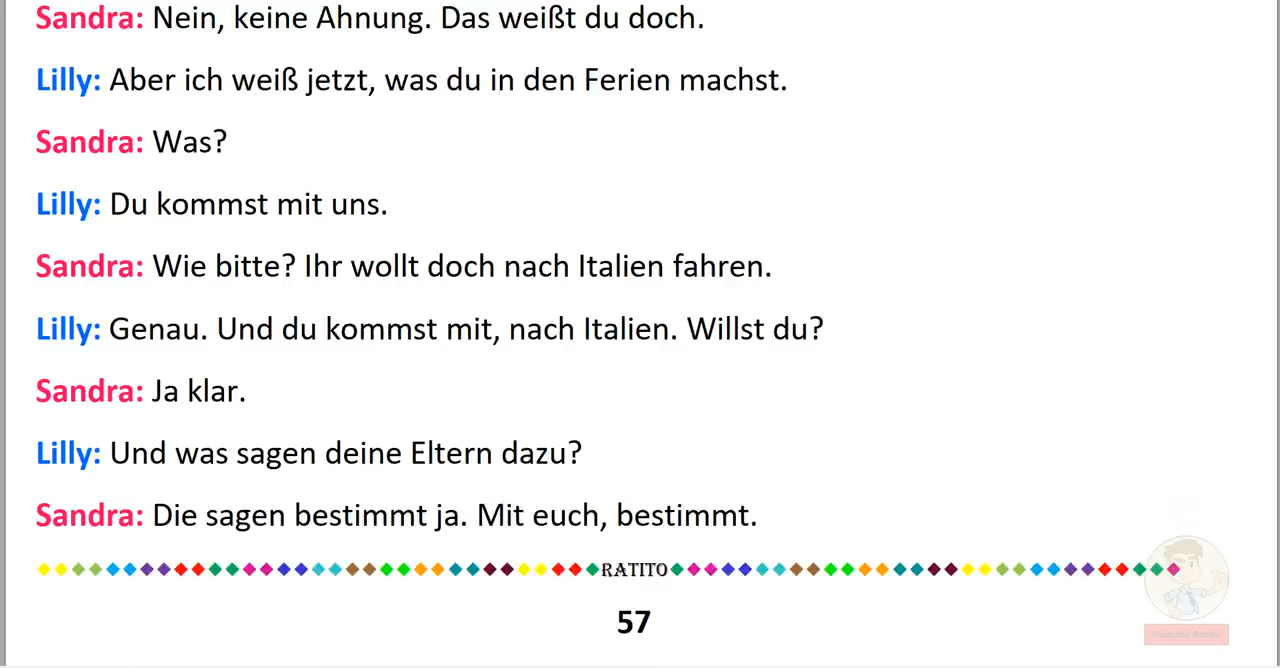 Sandra: Nein, keine Ahnung. Das weißt du doch.
Lilly: Aber ich weiß jetzt, was du in den Ferien machst.
Sandra: Was?
Lilly: Du kommst mit uns.
Sandra: Wie bitte? Ihr wollt doch nach Italien fahren.
Lilly: Genau. Und du kommst mit, nach Italien. Willst du?
Sandra: Ja klar.
Lilly: Und was sagen deine Eltern dazu?
Sandra: Die sagen bestimmt ja. Mit euch, bestimmt.
RATITO
57